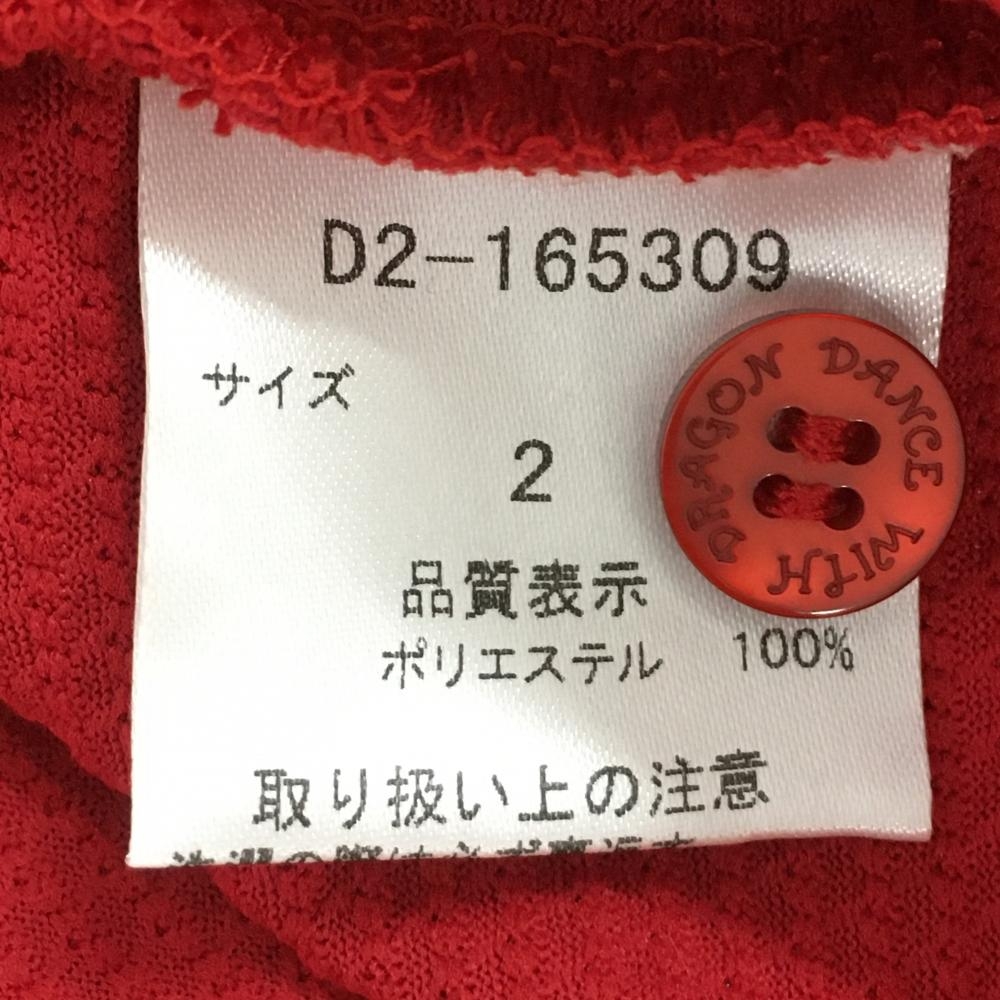 D2-165309
サイズ
2
品質表示
ポリエステル 100%
取り扱い上の注意
DANCE WITH DRAGON